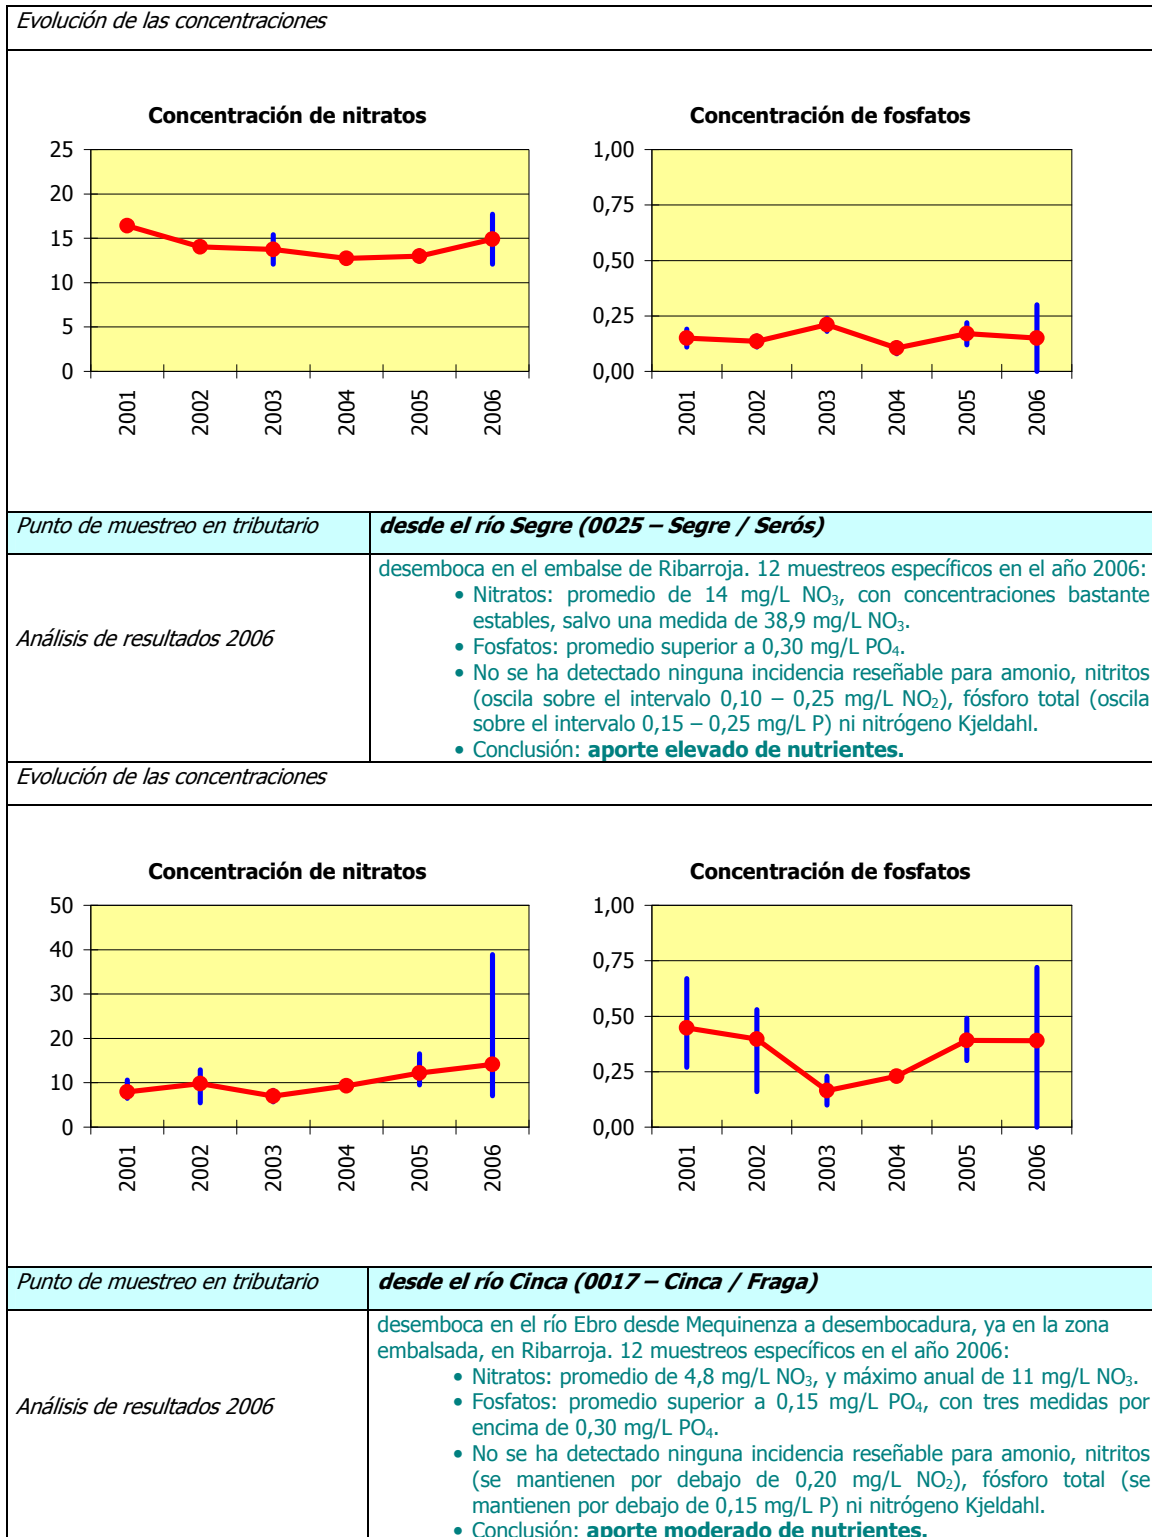 Evolución de las concentraciones
Concentración de nitratos
25
20
15
10
5
0
2001
2002
2003
2004
2005
2006
Concentración de fosfatos
1,00
0,75
0,50
0,25
0,00
2001
2002
2003
2004
2005
2006
Punto de muestreo en tributario
desde el río Segre (0025 – Segre / Serós)
Análisis de resultados 2006
desemboca en el embalse de Ribarroja. 12 muestreos específicos en el año 2006:
• Nitratos: promedio de 14 mg/L NO₃, con concentraciones bastante
estables, salvo una medida de 38,9 mg/L NO₃.
• Fosfatos: promedio superior a 0,30 mg/L PO₄.
• No se ha detectado ninguna incidencia reseñable para amonio, nitritos
(oscila sobre el intervalo 0,10 – 0,25 mg/L NO₂), fósforo total (oscila
sobre el intervalo 0,15 – 0,25 mg/L P) ni nitrógeno Kjeldahl.
• Conclusión: aporte elevado de nutrientes.
Evolución de las concentraciones
Concentración de nitratos
50
40
30
20
10
0
2001
2002
2003
2004
2005
2006
Concentración de fosfatos
1,00
0,75
0,50
0,25
0,00
2001
2002
2003
2004
2005
2006
Punto de muestreo en tributario
desde el río Cinca (0017 – Cinca / Fraga)
Análisis de resultados 2006
desemboca en el río Ebro desde Mequinenza a desembocadura, ya en la zona
embalsada, en Ribarroja. 12 muestreos específicos en el año 2006:
• Nitratos: promedio de 4,8 mg/L NO₃, y máximo anual de 11 mg/L NO₃.
• Fosfatos: promedio superior a 0,15 mg/L PO₄, con tres medidas por
encima de 0,30 mg/L PO₄.
• No se ha detectado ninguna incidencia reseñable para amonio, nitritos
(se mantienen por debajo de 0,20 mg/L NO₂), fósforo total (se
mantienen por debajo de 0,15 mg/L P) ni nitrógeno Kjeldahl.
• Conclusión: aporte moderado de nutrientes.